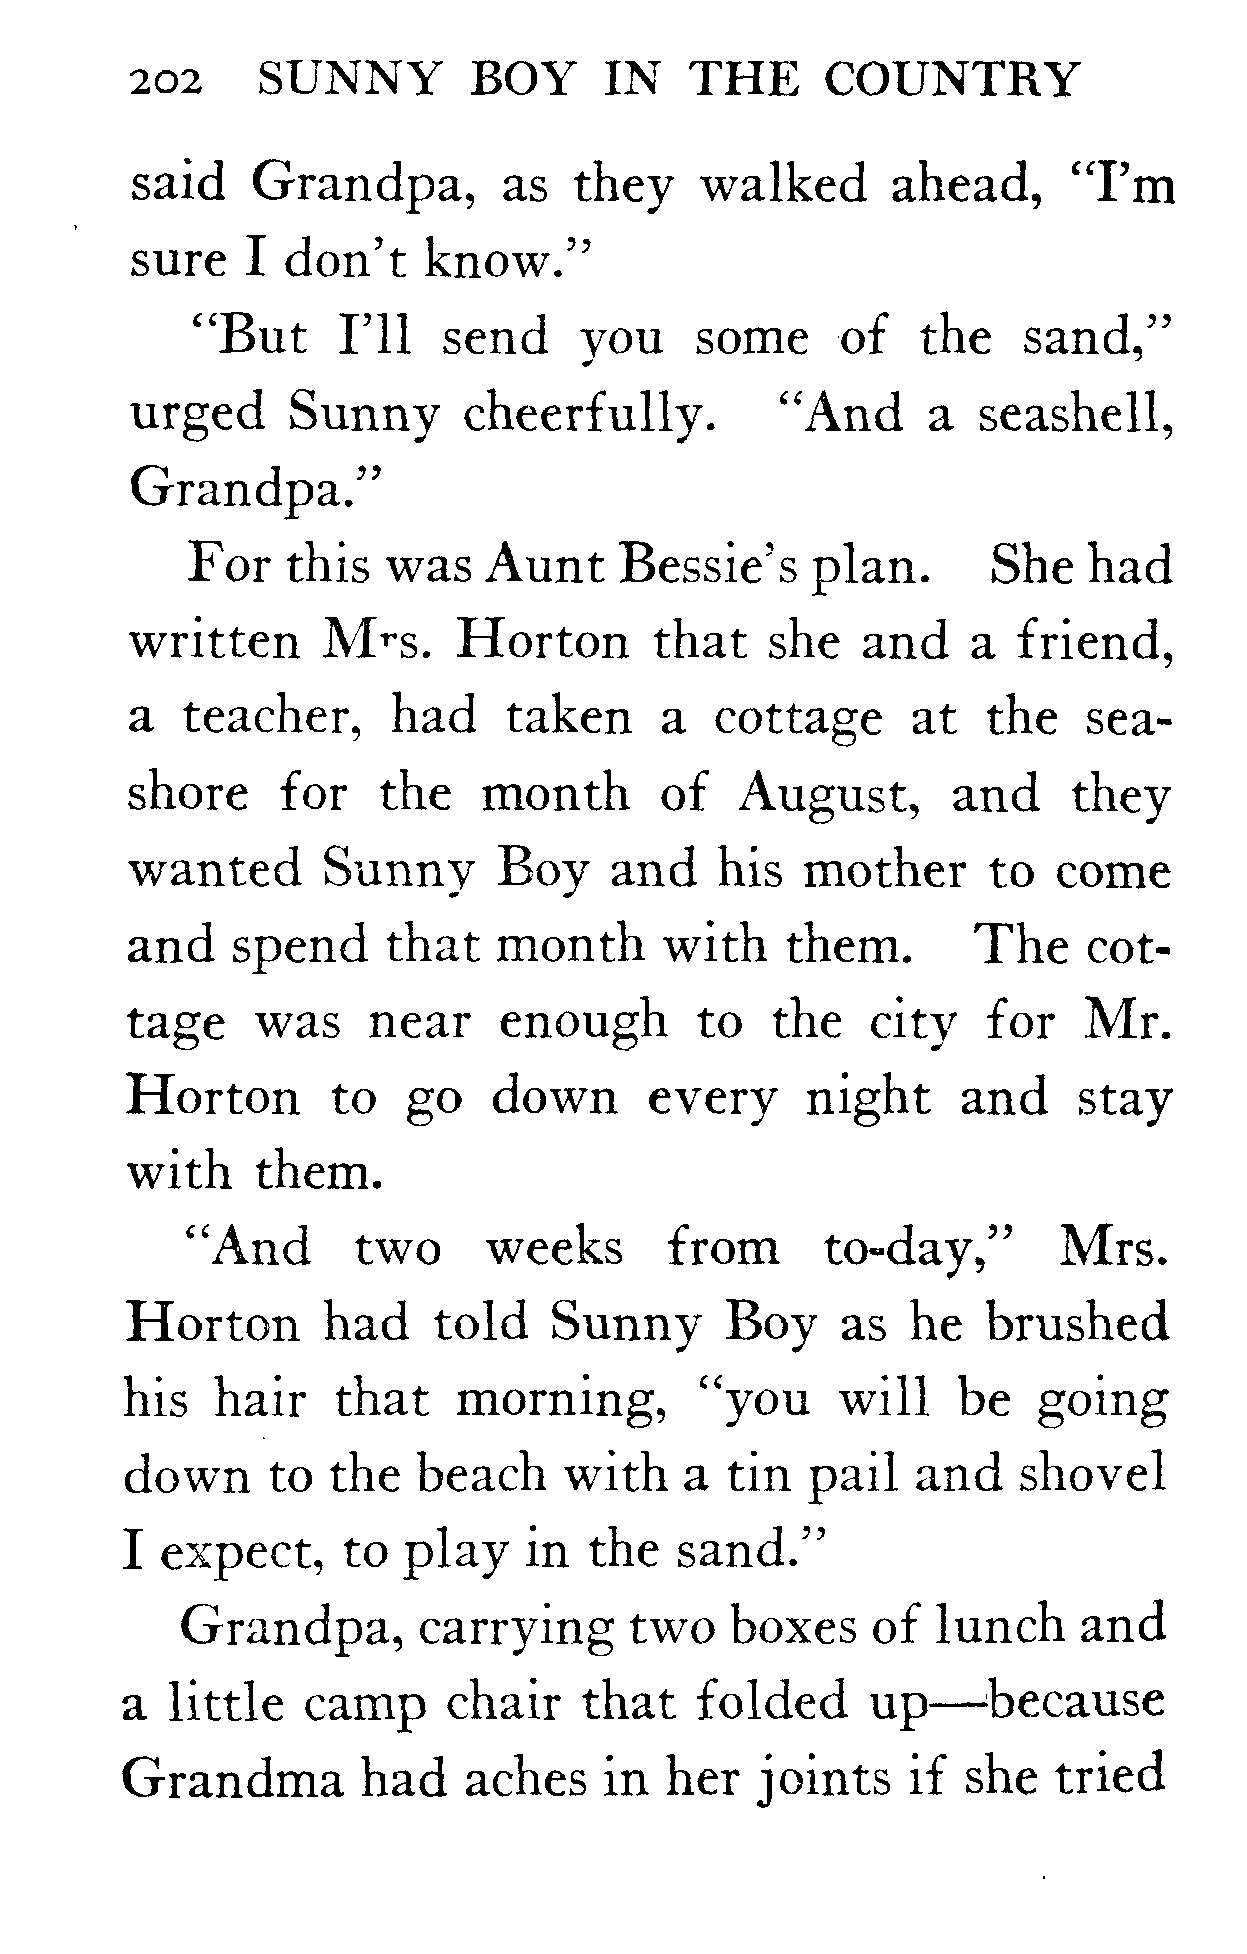 202 SUNNY BOY IN THE COUNTRY
said Grandpa, as they walked ahead, “I’m
sure I don’t know.”
“But I’ll send you some of the sand,”
urged Sunny cheerfully. “And a seashell,
Grandpa.”
For this was Aunt Bessie’s plan. She had
written Mrs. Horton that she and a friend,
a teacher, had taken a cottage at the sea-
shore for the month of August, and they
wanted Sunny Boy and his mother to come
and spend that month with them. The cot-
tage was near enough to the city for Mr.
Horton to go down every night and stay
with them.
“And two weeks from to-day,” Mrs.
Horton had told Sunny Boy as he brushed
his hair that morning, “you will be going
down to the beach with a tin pail and shovel
I expect, to play in the sand.”
Grandpa, carrying two boxes of lunch and
a little camp chair that folded up—because
Grandma had aches in her joints if she tried